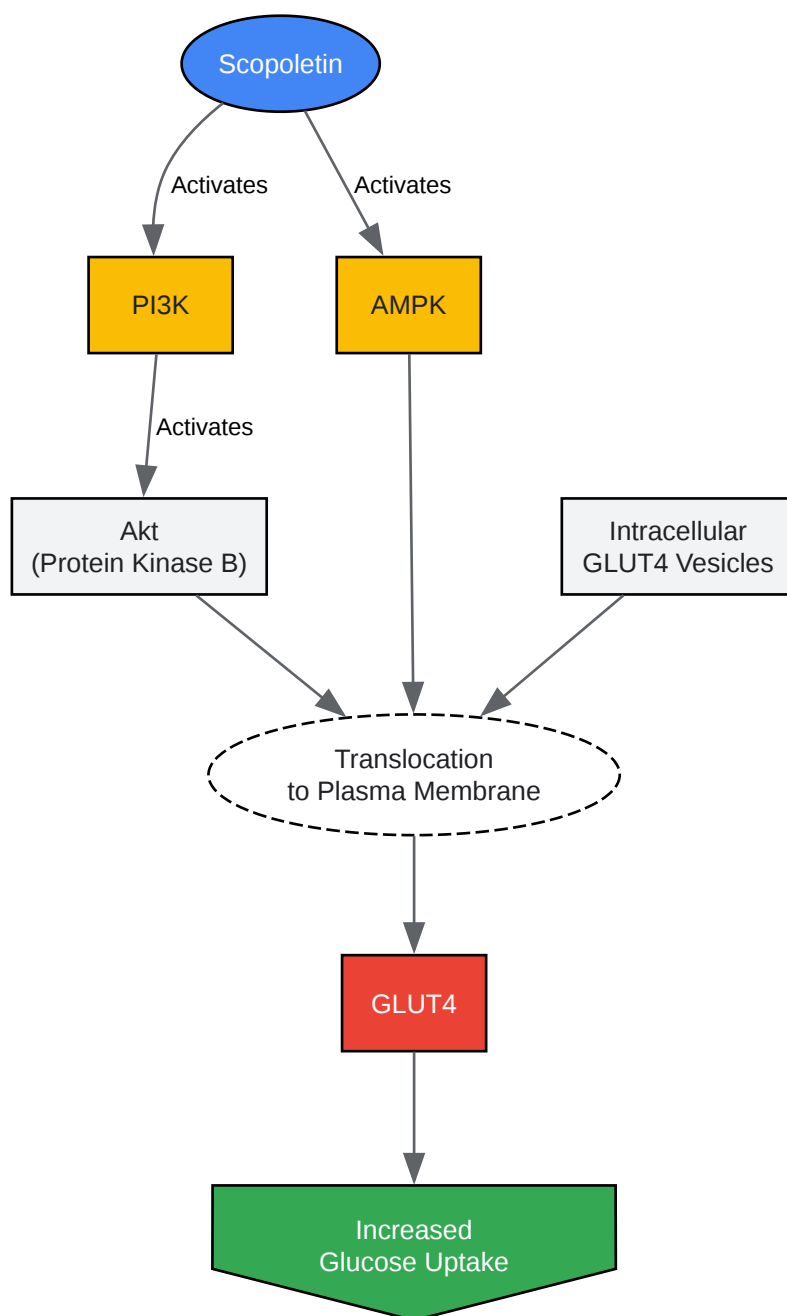 Scopoletin
Activates
Activates
PI3K
AMPK
Activates
Akt
(Protein Kinase B)
Intracellular
GLUT4 Vesicles
Translocation
to Plasma Membrane
GLUT4
Increased
Glucose Uptake